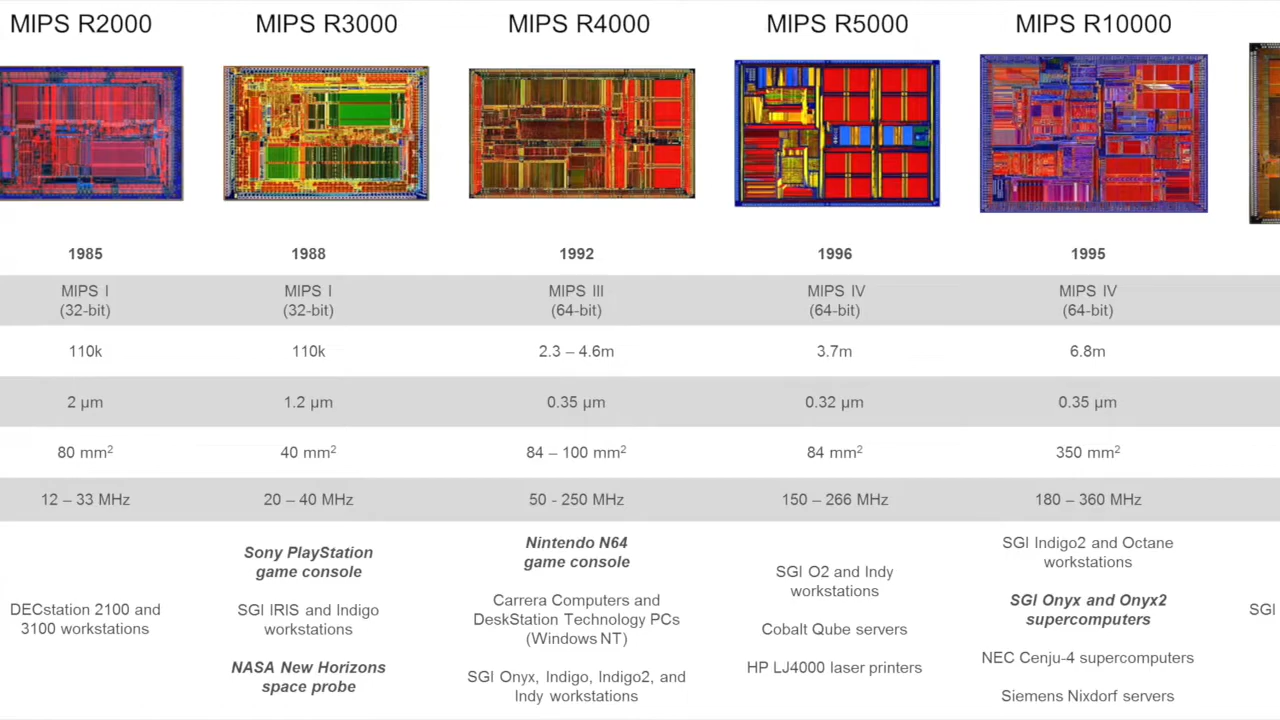 MIPS R2000
MIPS R3000
MIPS R4000
MIPS R5000
MIPS R10000
1985
1988
1992
1996
1995
MIPS I
(32-bit)
MIPS I
(32-bit)
MIPS III
(64-bit)
MIPS IV
(64-bit)
MIPS IV
(64-bit)
110k
110k
2.3 – 4.6m
3.7m
6.8m
2 µm
1.2 µm
0.35 µm
0.32 µm
0.35 µm
80 mm²
40 mm²
84 – 100 mm²
84 mm²
350 mm²
12 – 33 MHz
20 – 40 MHz
50 - 250 MHz
150 – 266 MHz
180 – 360 MHz
DECstation 2100 and
3100 workstations
Sony PlayStation
game console
SGI IRIS and Indigo
workstations
NASA New Horizons
space probe
Nintendo N64
game console
Carrera Computers and
DeskStation Technology PCs
(Windows NT)
SGI Onyx, Indigo, Indigo2, and
Indy workstations
SGI O2 and Indy
workstations
Cobalt Qube servers
HP LJ4000 laser printers
SGI Indigo2 and Octane
workstations
SGI Onyx and Onyx2
supercomputers
NEC Cenju-4 supercomputers
Siemens Nixdorf servers
SGI